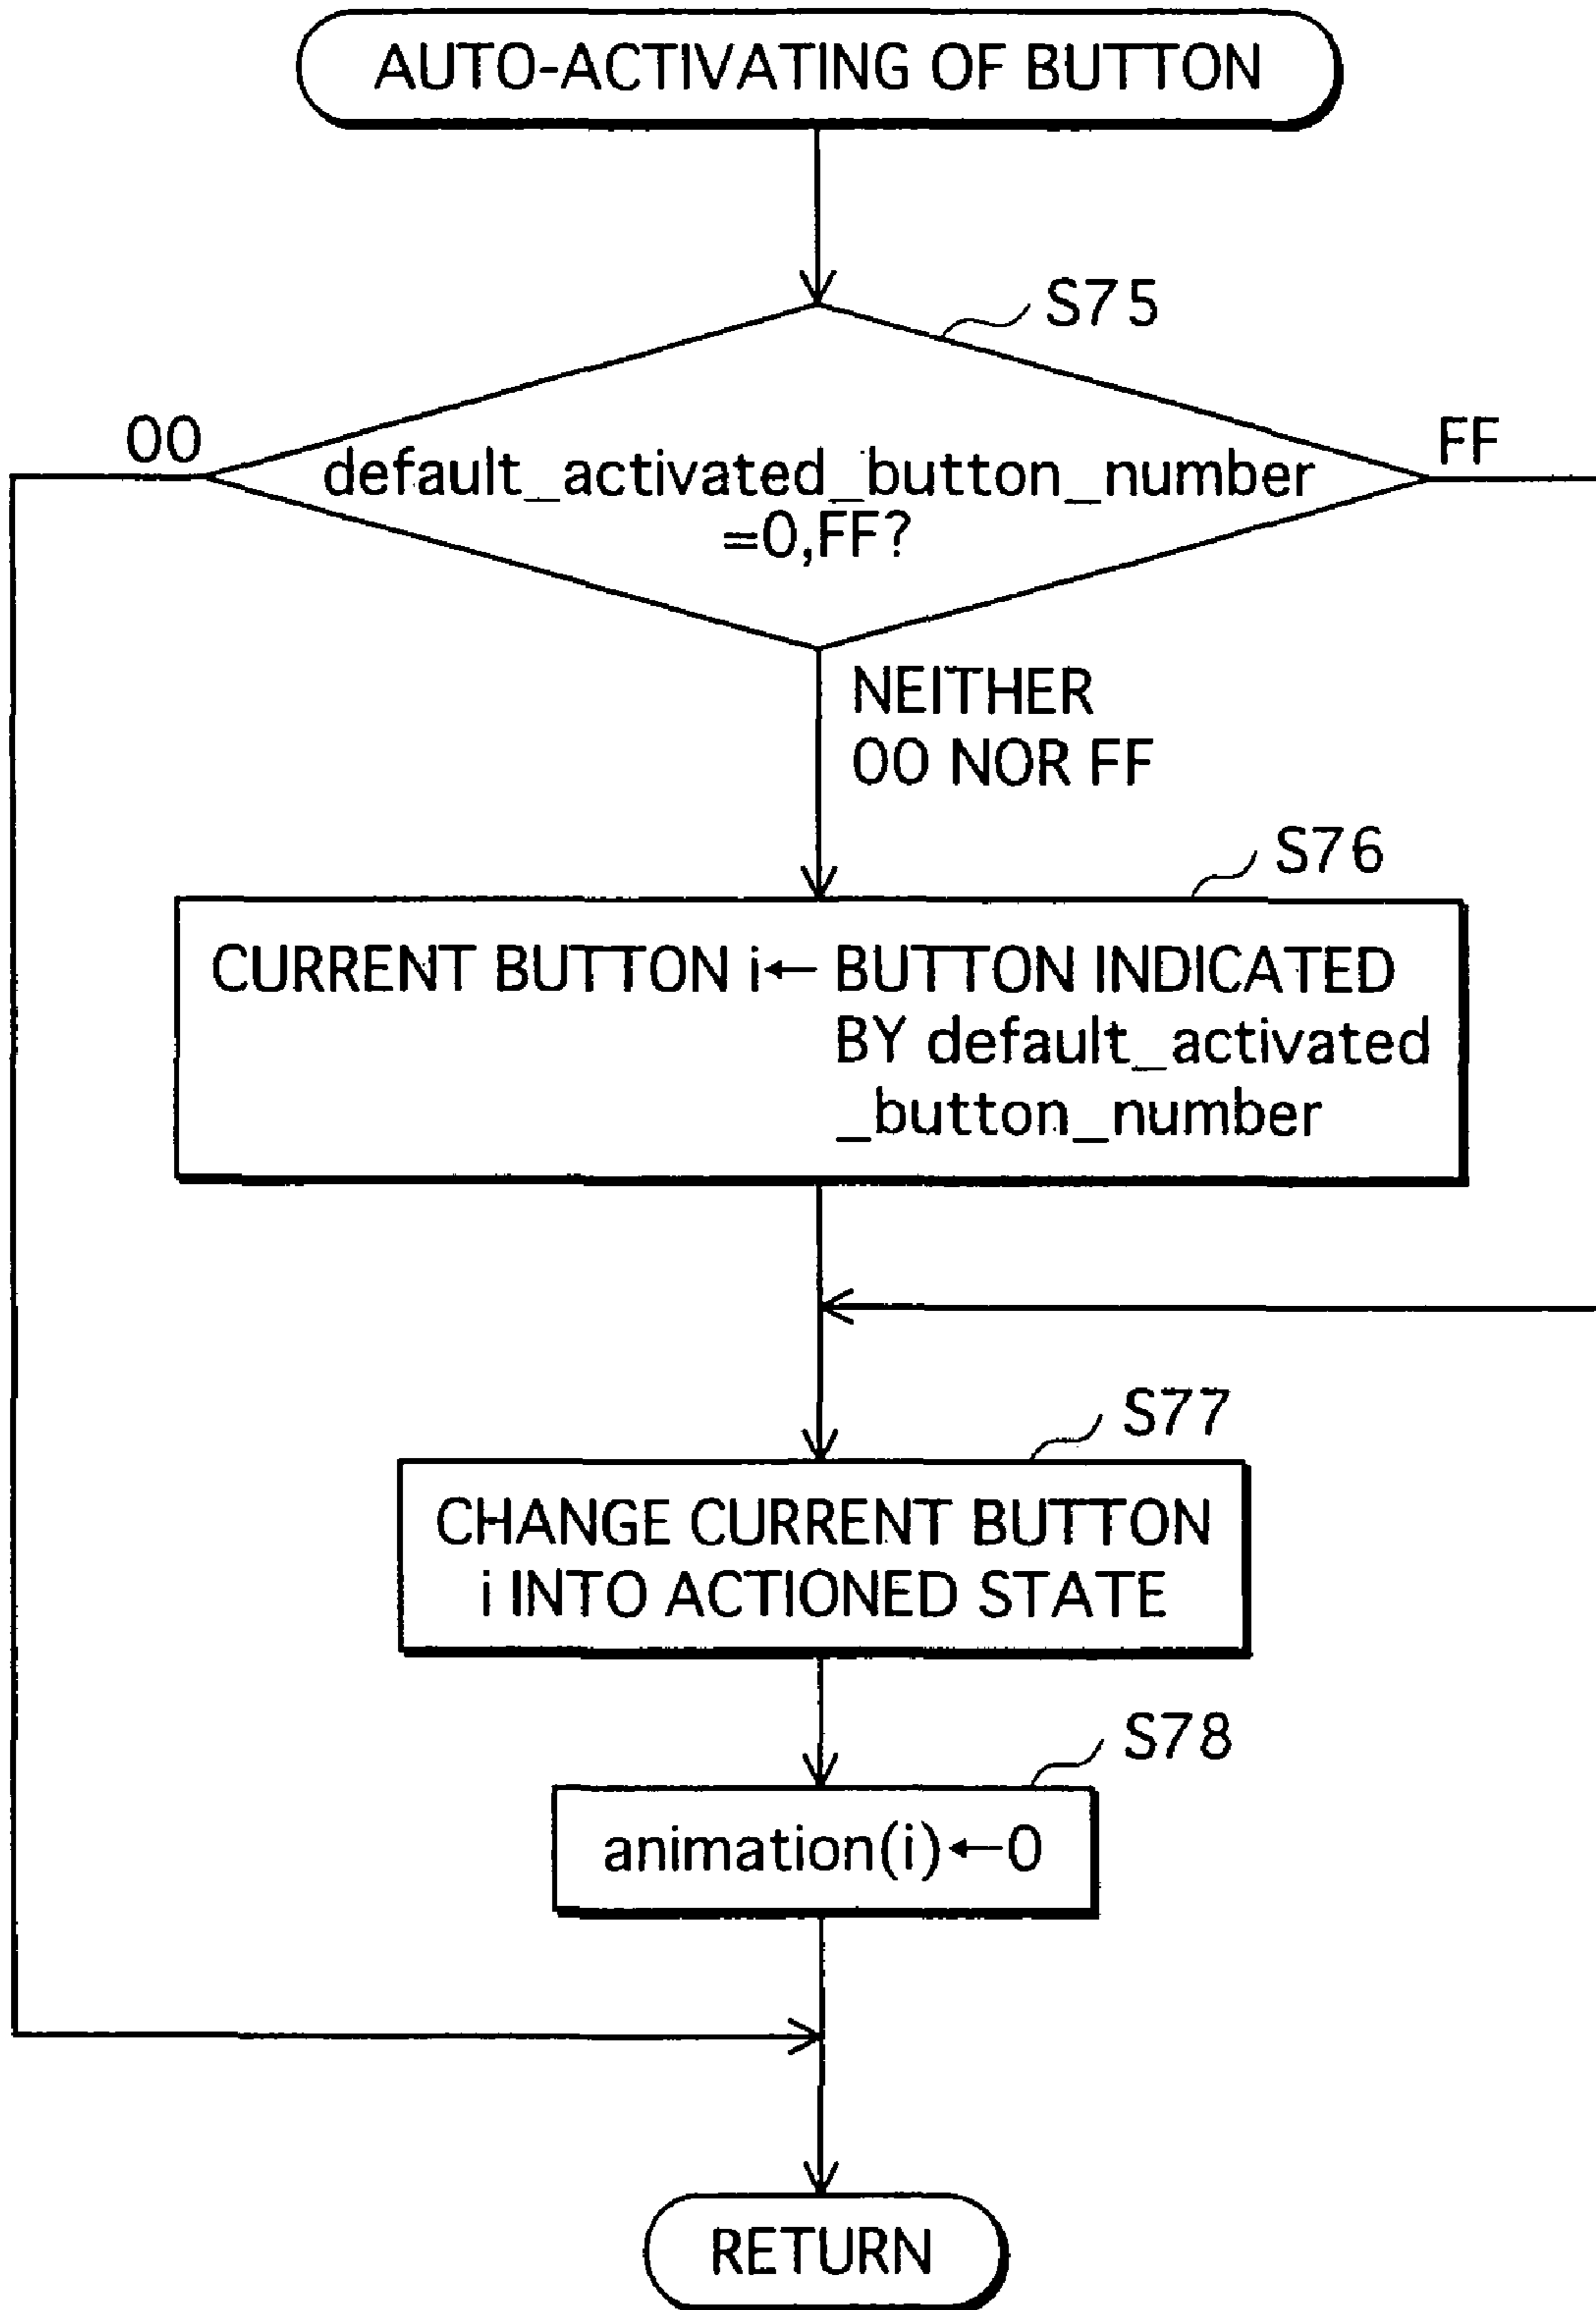 AUTO-ACTIVATING OF BUTTON
S75
00
FF
default_activated_button_number
=0,FF?
NEITHER
00 NOR FF
S76
CURRENT BUTTON i← BUTTON INDICATED
BY default_activated
_button_number
S77
CHANGE CURRENT BUTTON
i INTO ACTIONED STATE
S78
animation(i)←0
RETURN